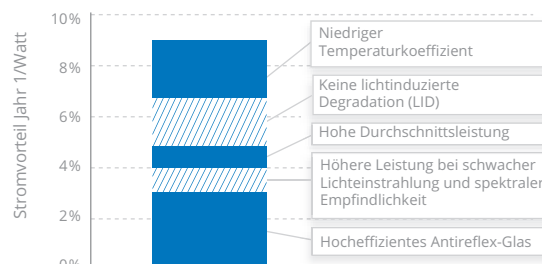 10%
8%
6%
4%
2%
0%
Stromvorteil Jahr 1/Watt
Niedriger
Temperaturkoeffizient
Keine lichtinduzierte
Degradation (LID)
Hohe Durchschnittsleistung
Höhere Leistung bei schwacher
Lichteinstrahlung und spektraler
Empfindlichkeit
Hocheffizientes Antireflex-Glas